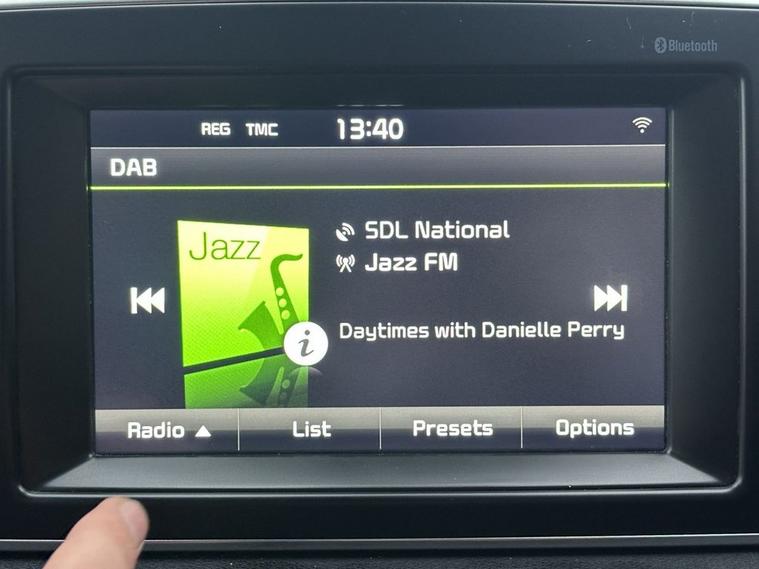 Bluetooth
REG TMC 13:40
DAB
Jazz
SDL National
Jazz FM
i
Daytimes with Danielle Perry
Radio List Presets Options